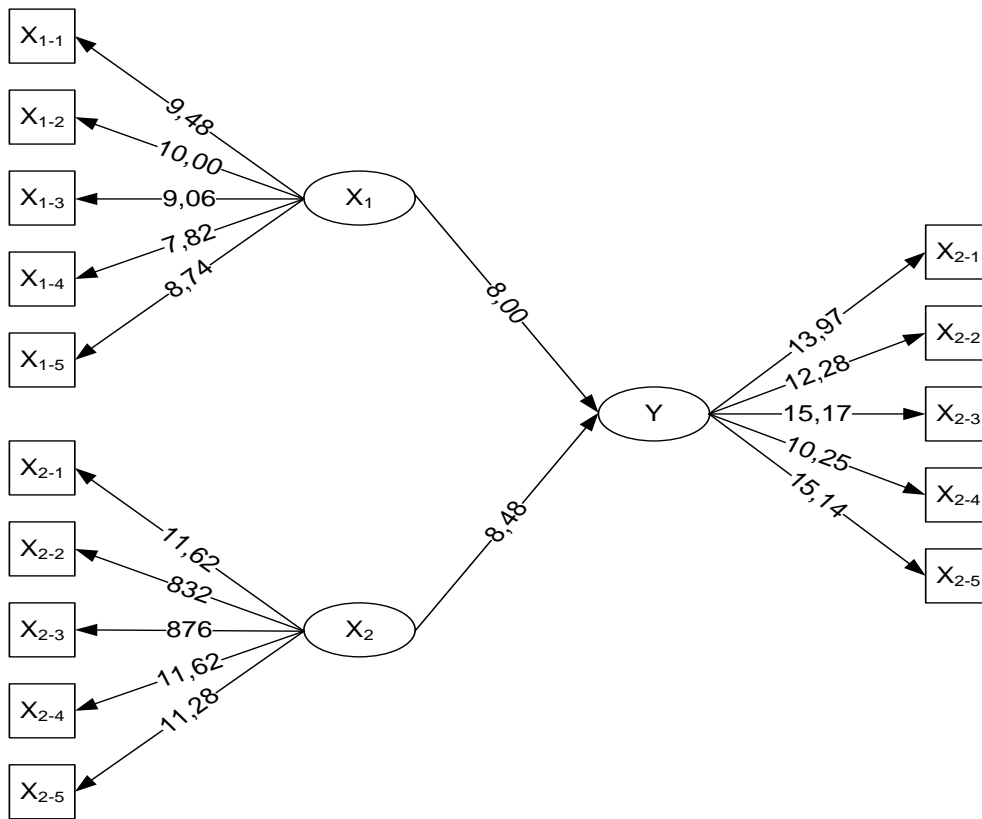 X₁₋₁
X₁₋₂
X₁₋₃
X₁₋₄
X₁₋₅
9,48
10,00
9,06
7,82
8,74
X₁
8,00
X₂₋₁
X₂₋₂
X₂₋₃
X₂₋₄
X₂₋₅
11,62
832
876
11,62
11,28
X₂
8,48
Y
13,97
12,28
15,17
10,25
15,14
X₂₋₁
X₂₋₂
X₂₋₃
X₂₋₄
X₂₋₅